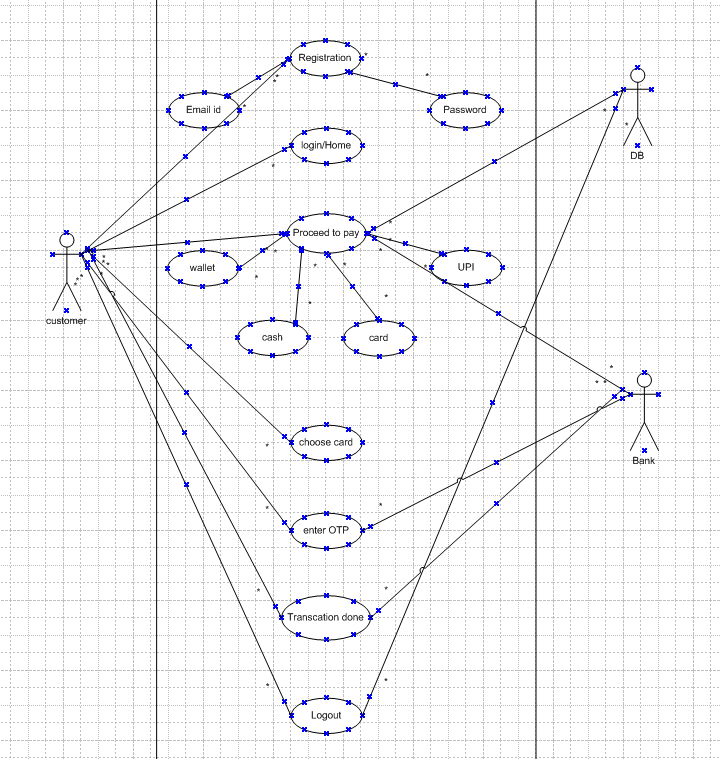 Registration
Email id
Password
login/Home
DB
Proceed to pay
wallet
UPI
customer
cash
card
choose card
Bank
enter OTP
Transcation done
Logout